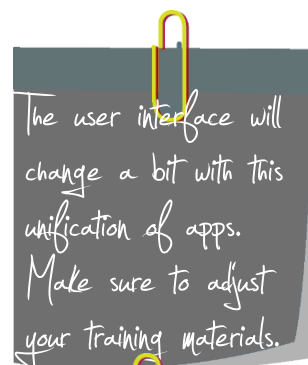 The user interface will
change a bit with this
unification of apps.
Make sure to adjust
your training materials.